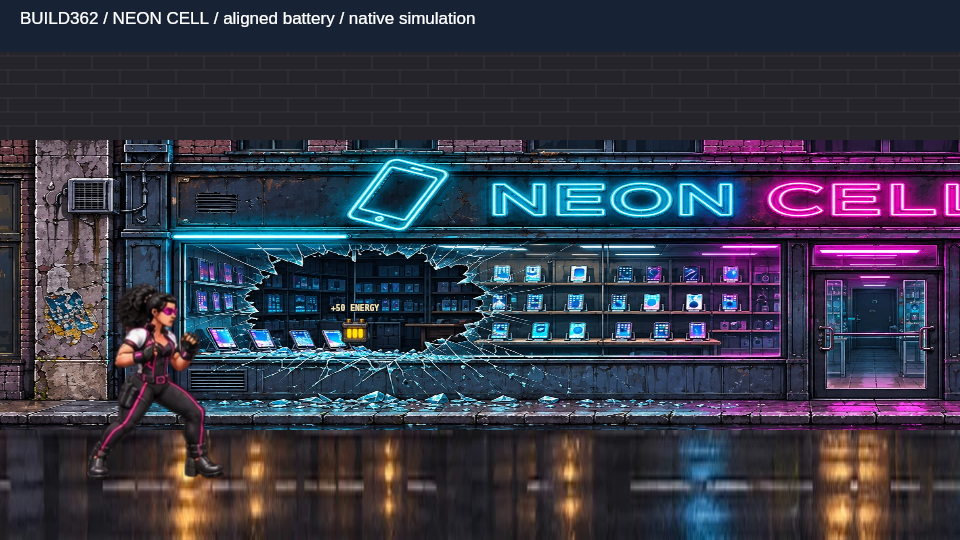 BUILD362 / NEON CELL / aligned battery / native simulation
NEON CELL
+50 ENERGY